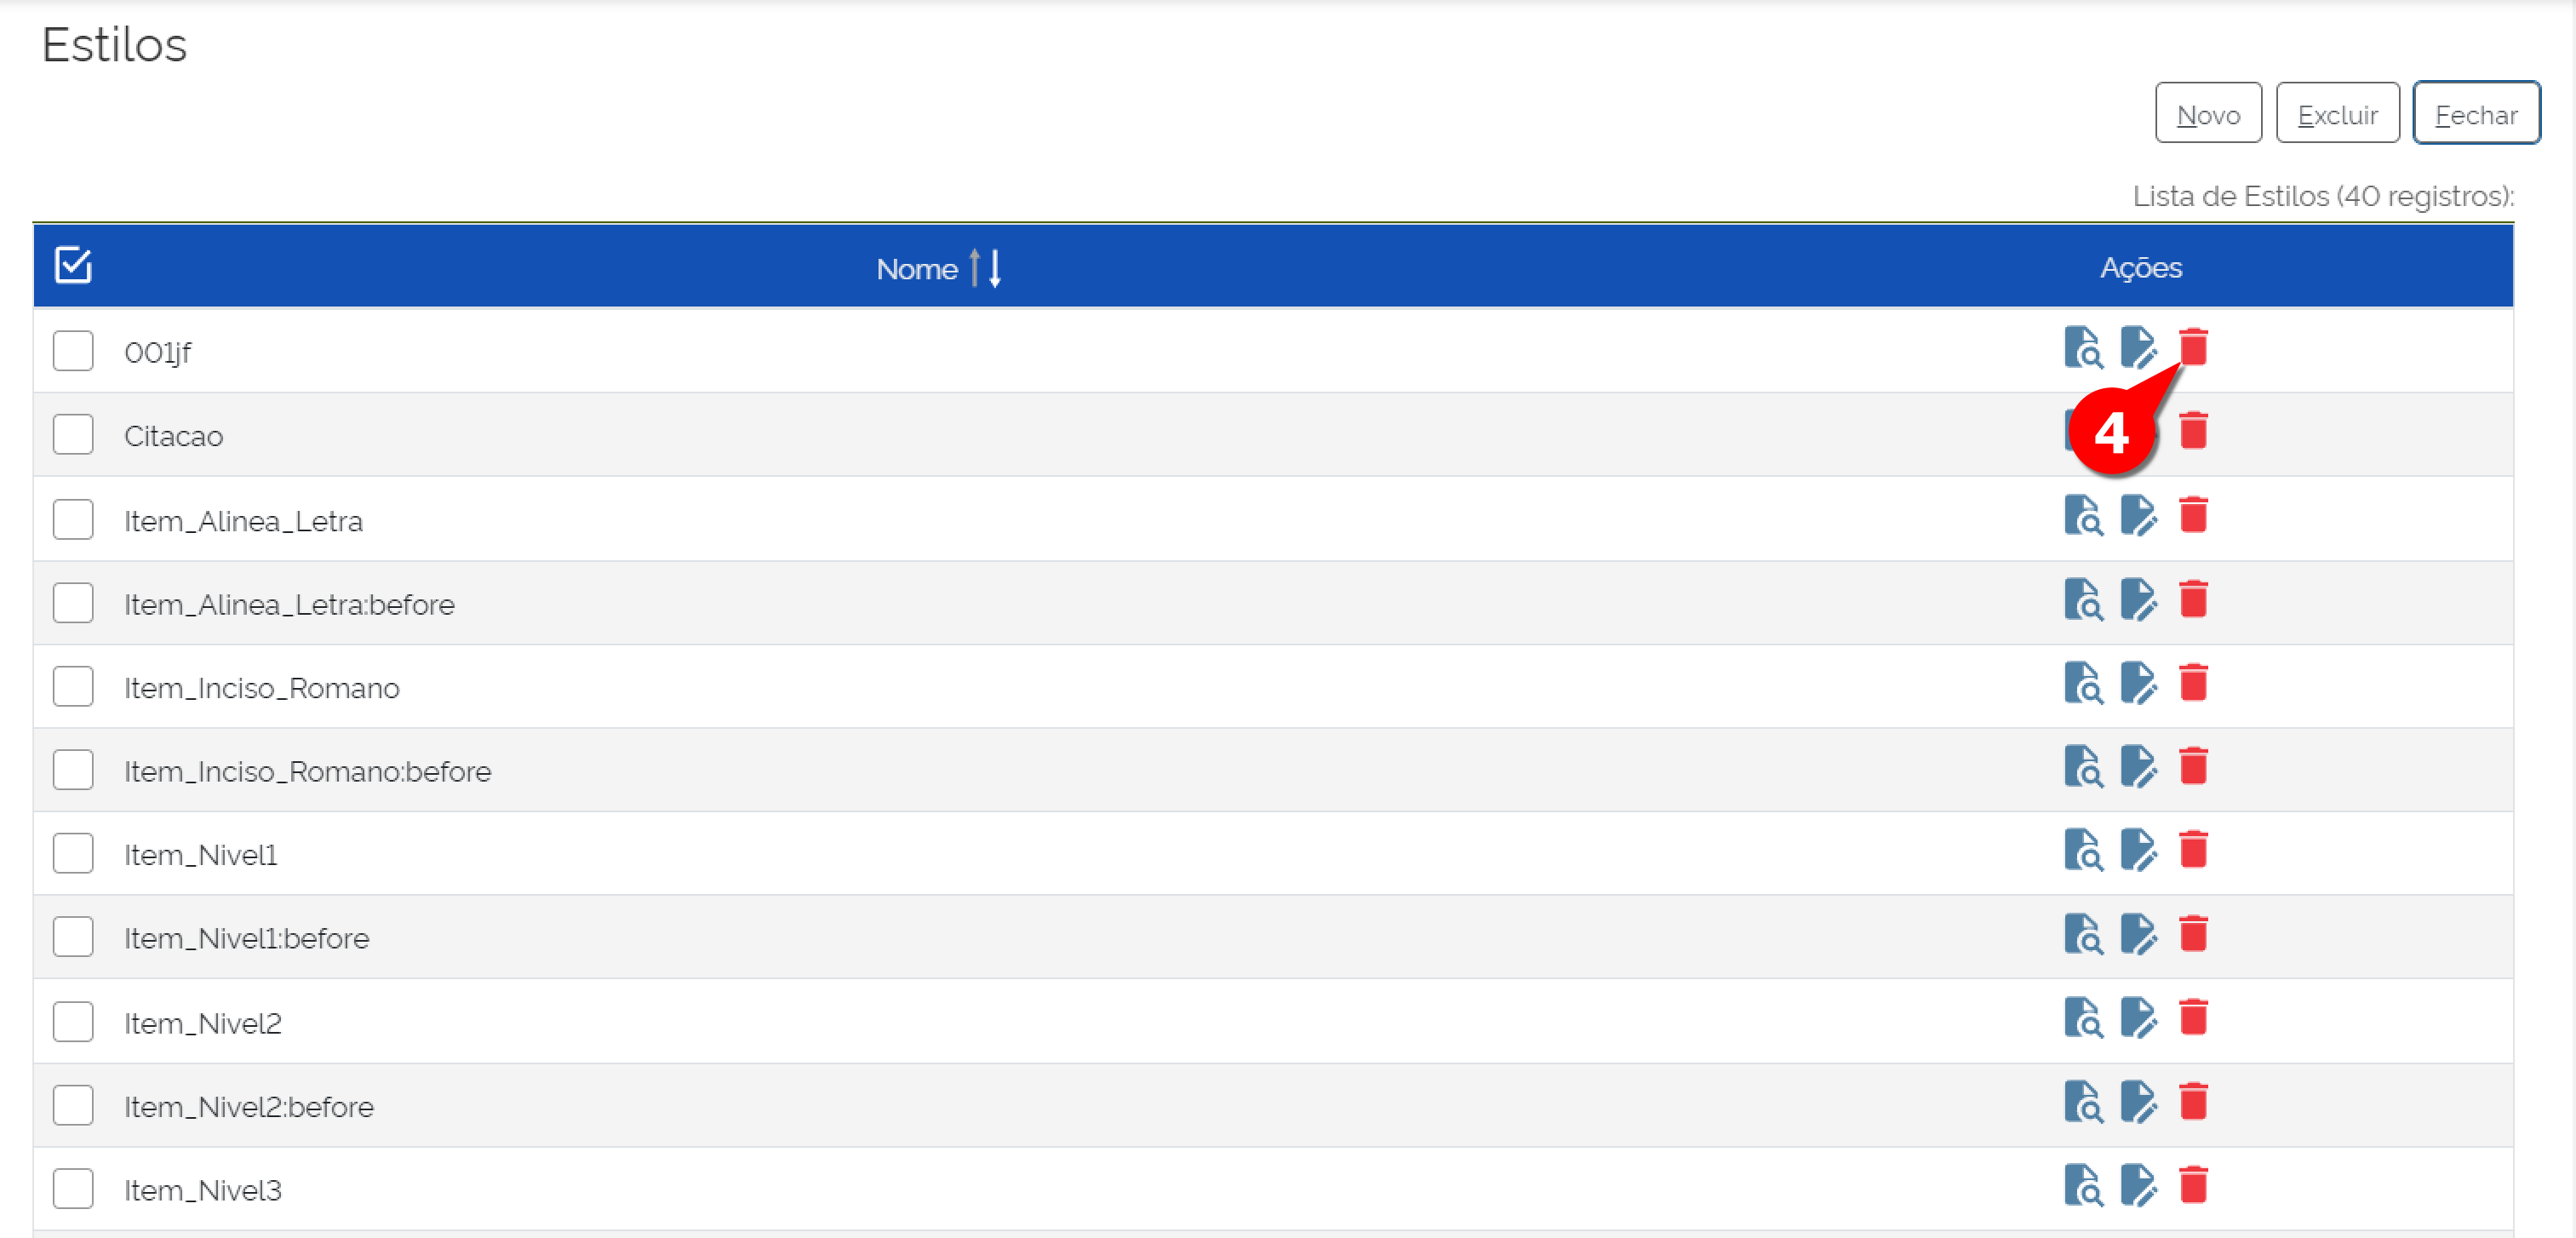 Estilos
Novo Excluir Fechar
Lista de Estilos (40 registros):
Nome Ações
001jf
4
Citacao
Item_Alinea_Letra
Item_Alinea_Letra:before
Item_Inciso_Romano
Item_Inciso_Romano:before
Item_Nivel1
Item_Nivel1:before
Item_Nivel2
Item_Nivel2:before
Item_Nivel3